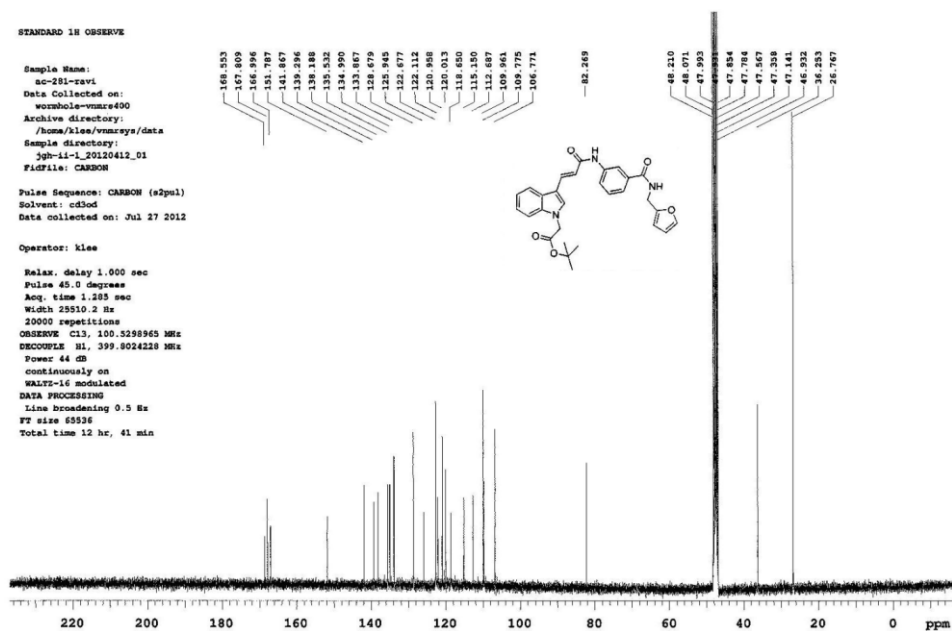 STANDARD 1H OBSERVE
Sample Name:
ac-281-ravi
Data Collected on:
wormhole-vnmrs400
Archive directory:
/home/klee/vnmrsys/data
Sample directory:
jgh-ii-1_20120412_01
FidFile: CARBON
Pulse Sequence: CARBON (s2pul)
Solvent: cd3od
Data collected on: Jul 27 2012
Operator: klee
Relax. delay 1.000 sec
Pulse 45.0 degrees
Acq. time 1.285 sec
Width 25510.2 Hz
20000 repetitions
OBSERVE C13, 100.5298965 MHz
DECOUPLE H1, 399.8024228 MHz
Power 44 dB
continuously on
WALTZ-16 modulated
DATA PROCESSING
Line broadening 0.5 Hz
FT size 65536
Total time 12 hr, 41 min
168.553
167.809
166.996
151.787
141.867
139.296
138.188
135.532
134.990
133.867
128.679
125.945
122.677
122.112
120.958
120.013
118.650
115.150
112.687
109.961
109.775
106.771
82.269
48.210
48.071
47.993
47.854
47.784
47.567
47.358
47.141
46.932
36.253
26.767
O
NH
O
NH
O
N
O
O
220 200 180 160 140 120 100 80 60 40 20 0 ppm